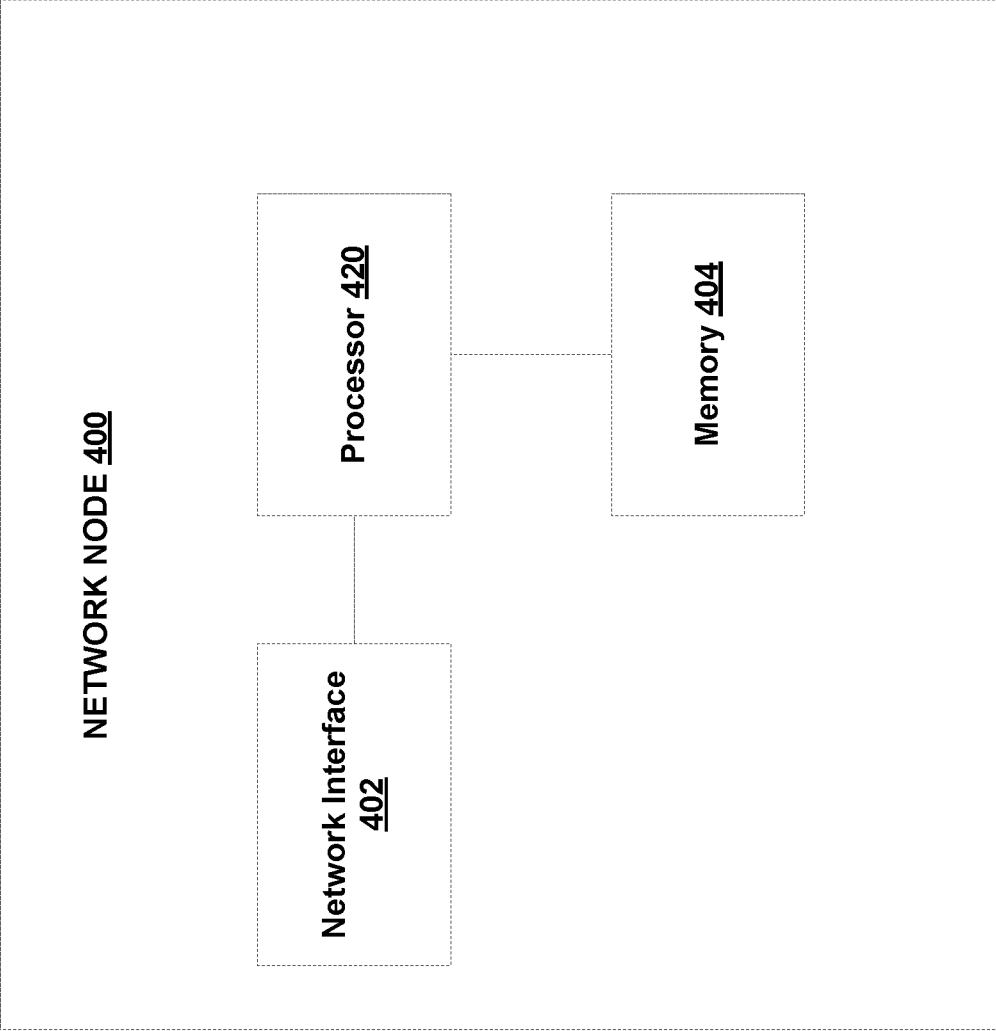 NETWORK NODE 400
Network Interface
402
Processor 420
Memory 404